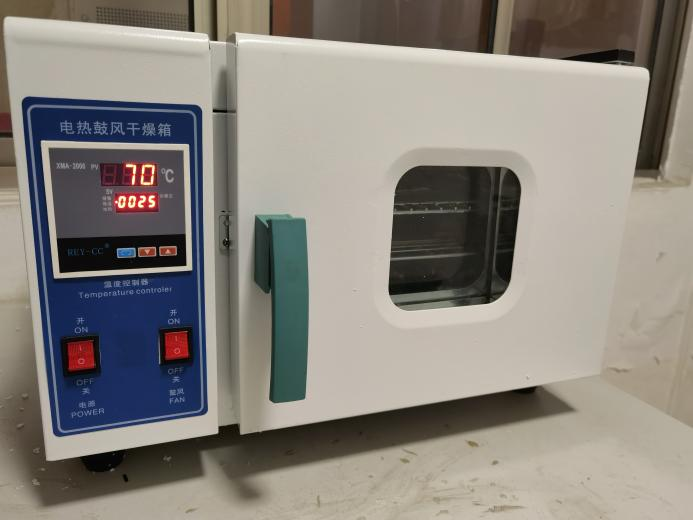 电热鼓风干燥箱
XMA-2000 PV 70 °C
SV
-0025
REY-CC®
温度控制器
Temperature controler
开
ON
OFF
关
电源
POWER
开
ON
OFF
关
鼓风
FAN